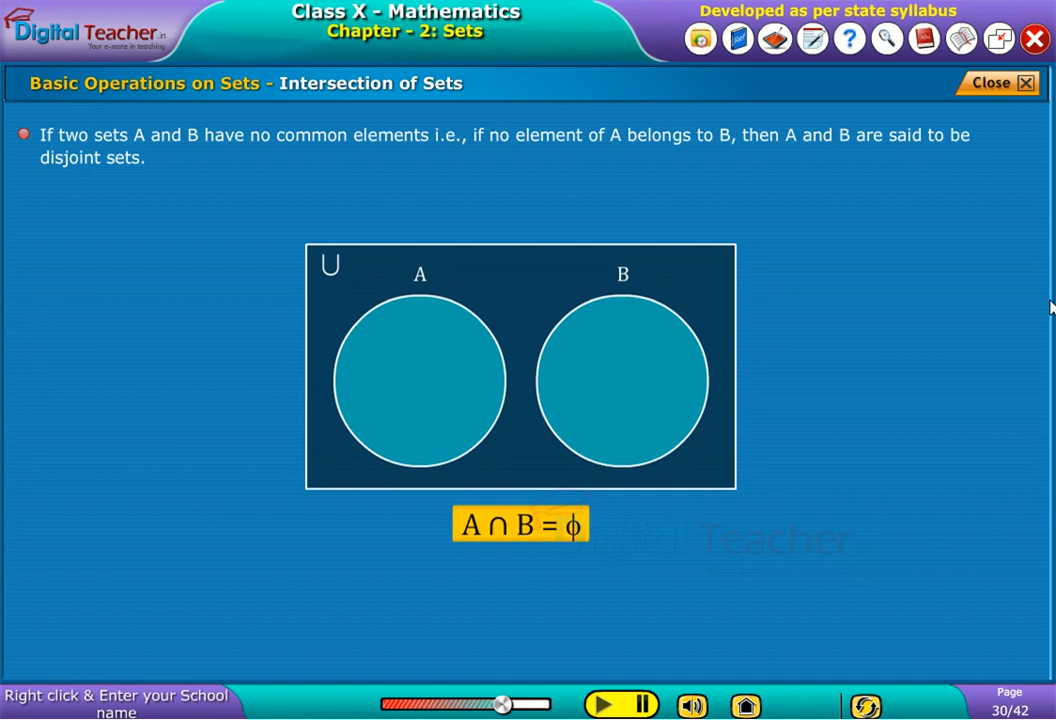 Digital Teacher.in
Your e-mate in teaching
Class X - Mathematics
Chapter - 2: Sets
Developed as per state syllabus
Basic Operations on Sets - Intersection of Sets
Close
If two sets A and B have no common elements i.e., if no element of A belongs to B, then A and B are said to be
disjoint sets.
U
A
B
A ∩ B = ϕ
Digital Teacher.in
Right click & Enter your School
name
Page
30/42